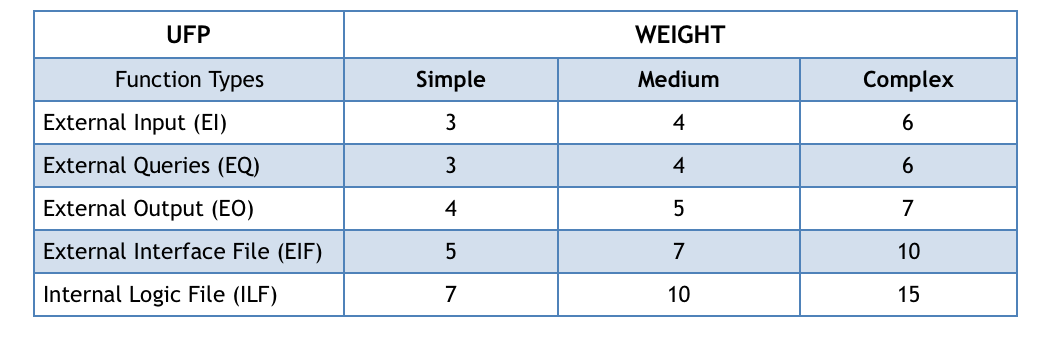 UFP WEIGHT
Function Types Simple Medium Complex
External Input (EI) 3 4 6
External Queries (EQ) 3 4 6
External Output (EO) 4 5 7
External Interface File (EIF) 5 7 10
Internal Logic File (ILF) 7 10 15